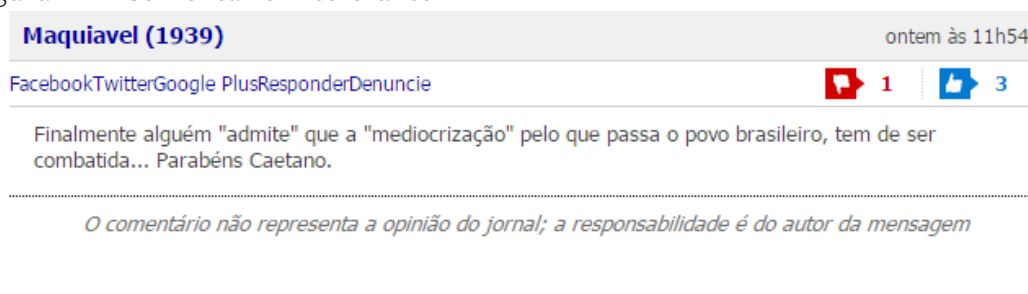 Maquiavel (1939) ontem às 11h54
FacebookTwitterGoogle PlusResponderDenuncie 1 3
Finalmente alguém "admite" que a "mediocrização" pelo que passa o povo brasileiro, tem de ser
combatida... Parabéns Caetano.
O comentário não representa a opinião do jornal; a responsabilidade é do autor da mensagem